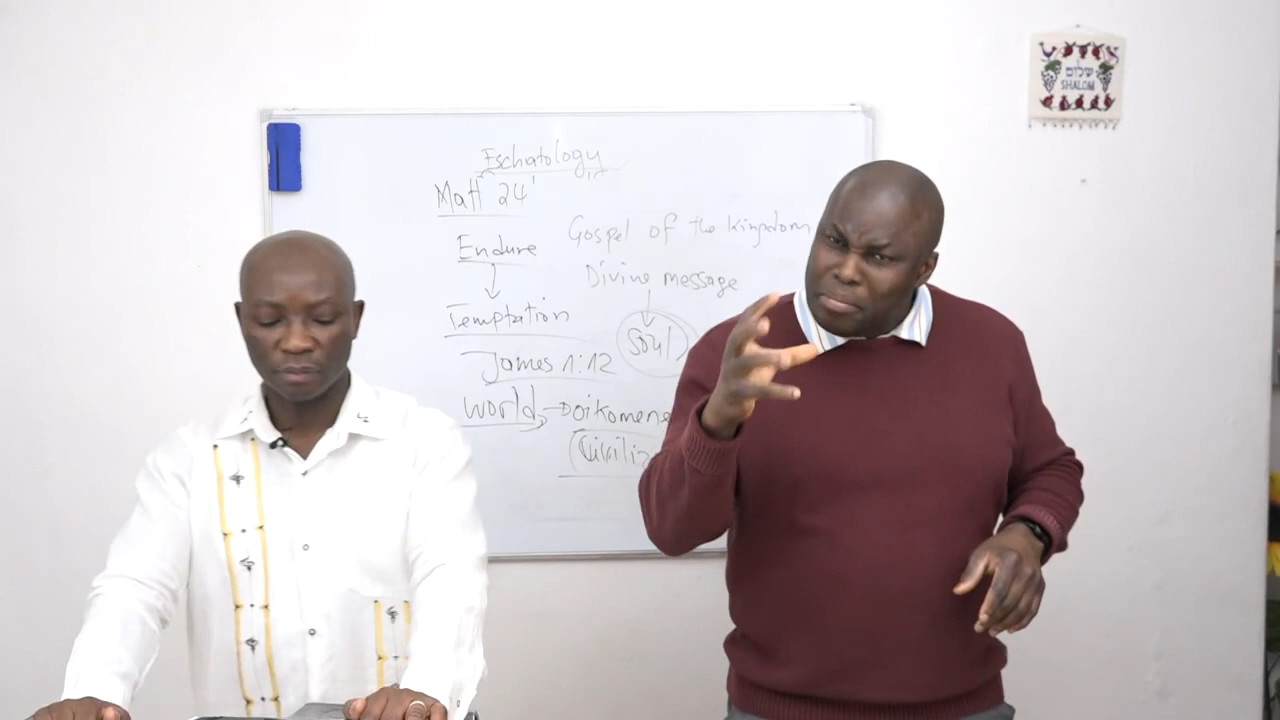 Eschatology
Matt 24
Endure
Temptation
James 1:12
World oikomene
Gospel of the kingdom
Divine message
Soul
שלום
SHALOM